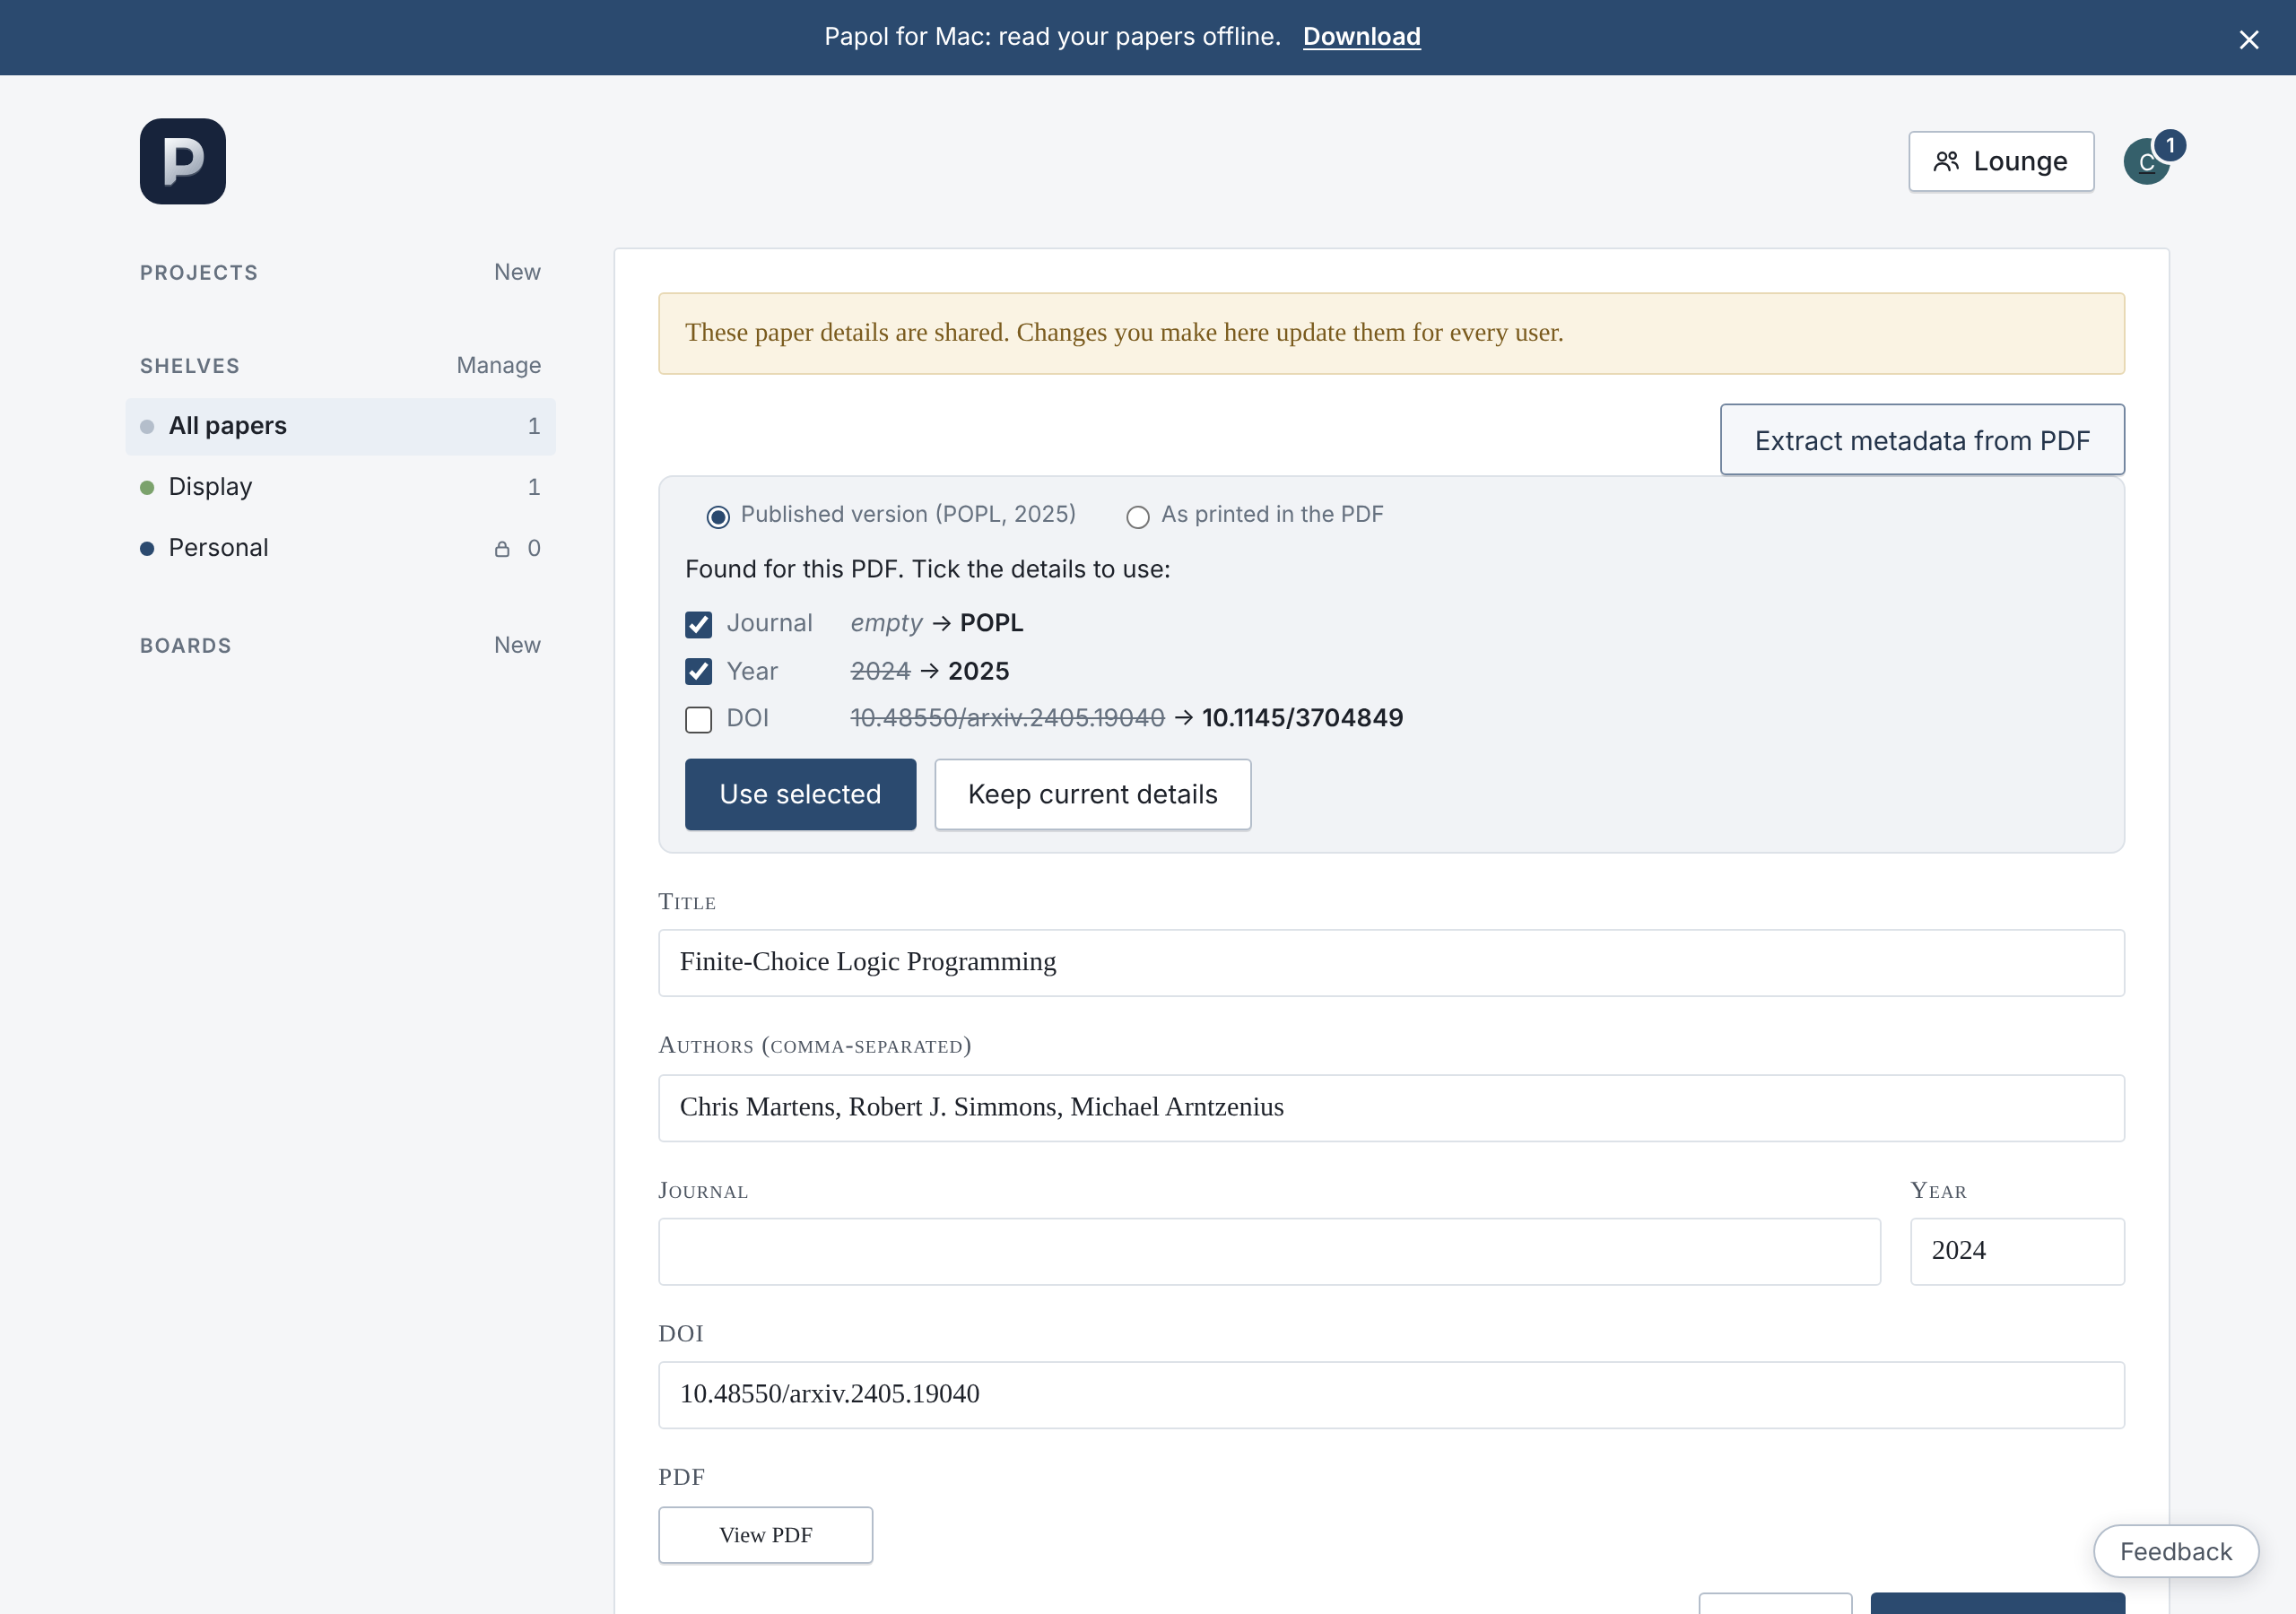 Papol for Mac: read your papers offline. Download
P
Lounge
C 1
PROJECTS New
SHELVES Manage
All papers 1
Display 1
Personal 0
BOARDS New
These paper details are shared. Changes you make here update them for every user.
Extract metadata from PDF
Published version (POPL, 2025) As printed in the PDF
Found for this PDF. Tick the details to use:
Journal empty → POPL
Year 2024 → 2025
DOI 10.48550/arxiv.2405.19040 → 10.1145/3704849
Use selected Keep current details
Title
Finite-Choice Logic Programming
Authors (comma-separated)
Chris Martens, Robert J. Simmons, Michael Arntzenius
Journal Year
2024
DOI
10.48550/arxiv.2405.19040
PDF
View PDF
Feedback